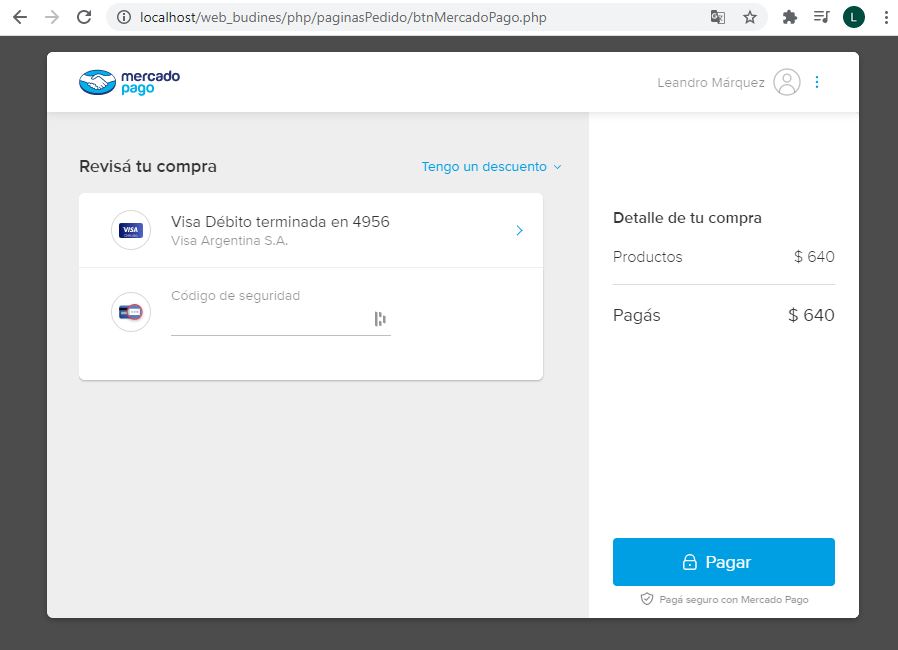 localhost/web_budines/php/paginasPedido/btnMercadoPago.php
L
mercado
pago
Leandro Márquez
Revisá tu compra
Tengo un descuento
VISA
Visa Débito terminada en 4956
Visa Argentina S.A.
Código de seguridad
Detalle de tu compra
Productos $ 640
Pagás $ 640
Pagar
Pagá seguro con Mercado Pago